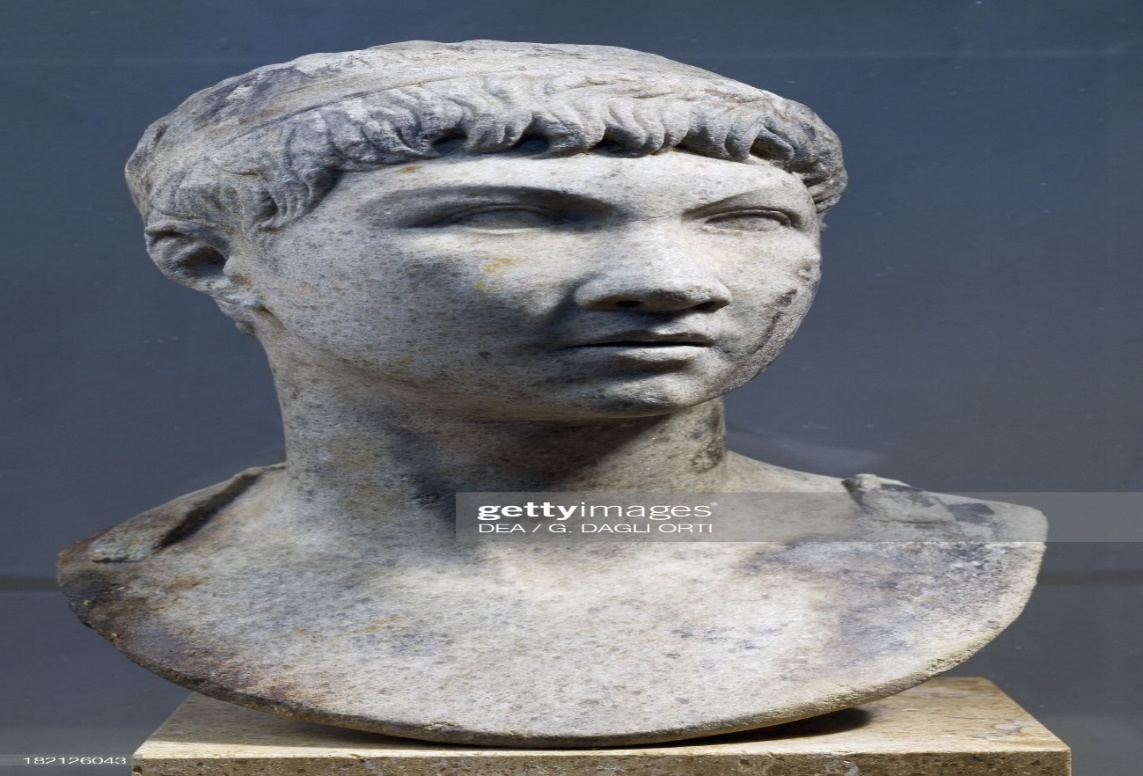 gettyimages®
DEA / G. DAGLI ORTI
182126043